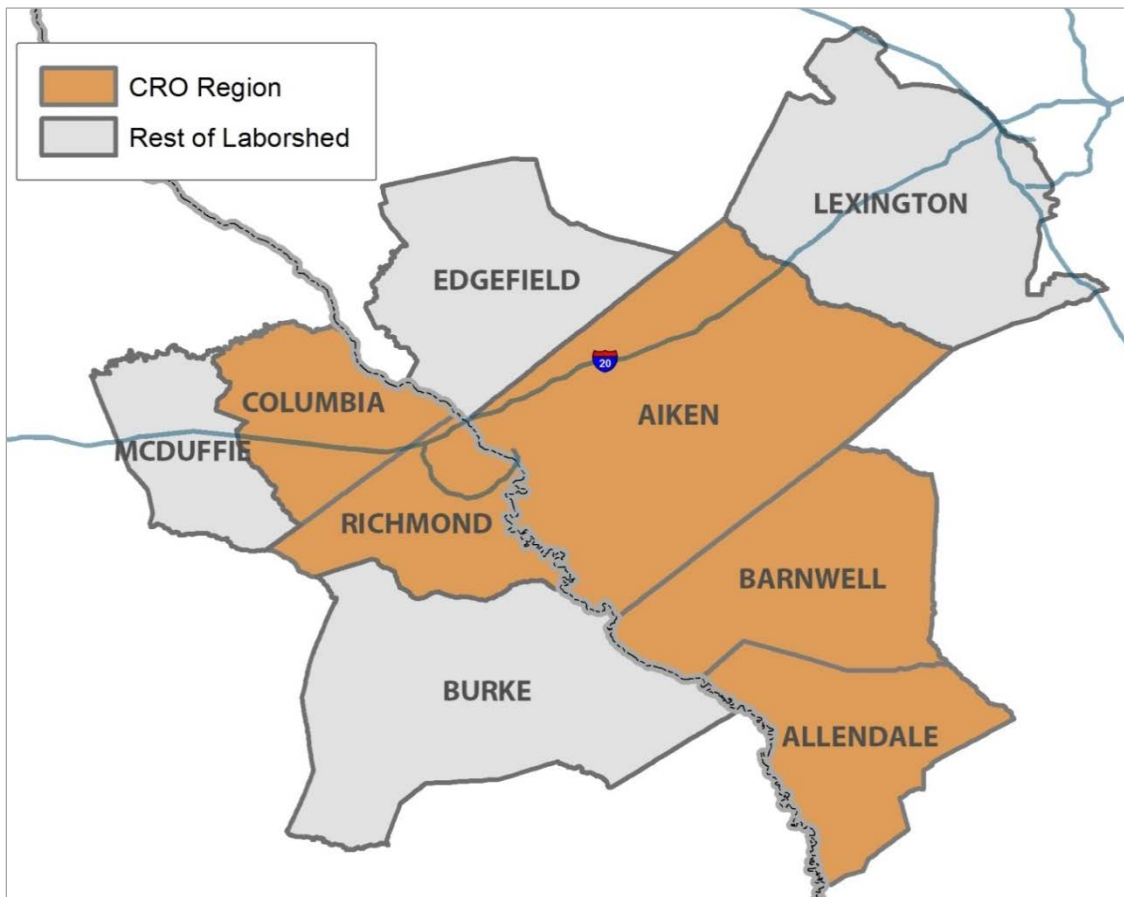 CRO Region
Rest of Laborshed
LEXINGTON
EDGEFIELD
20
COLUMBIA
AIKEN
MCDUFFIE
RICHMOND
BARNWELL
BURKE
ALLENDALE